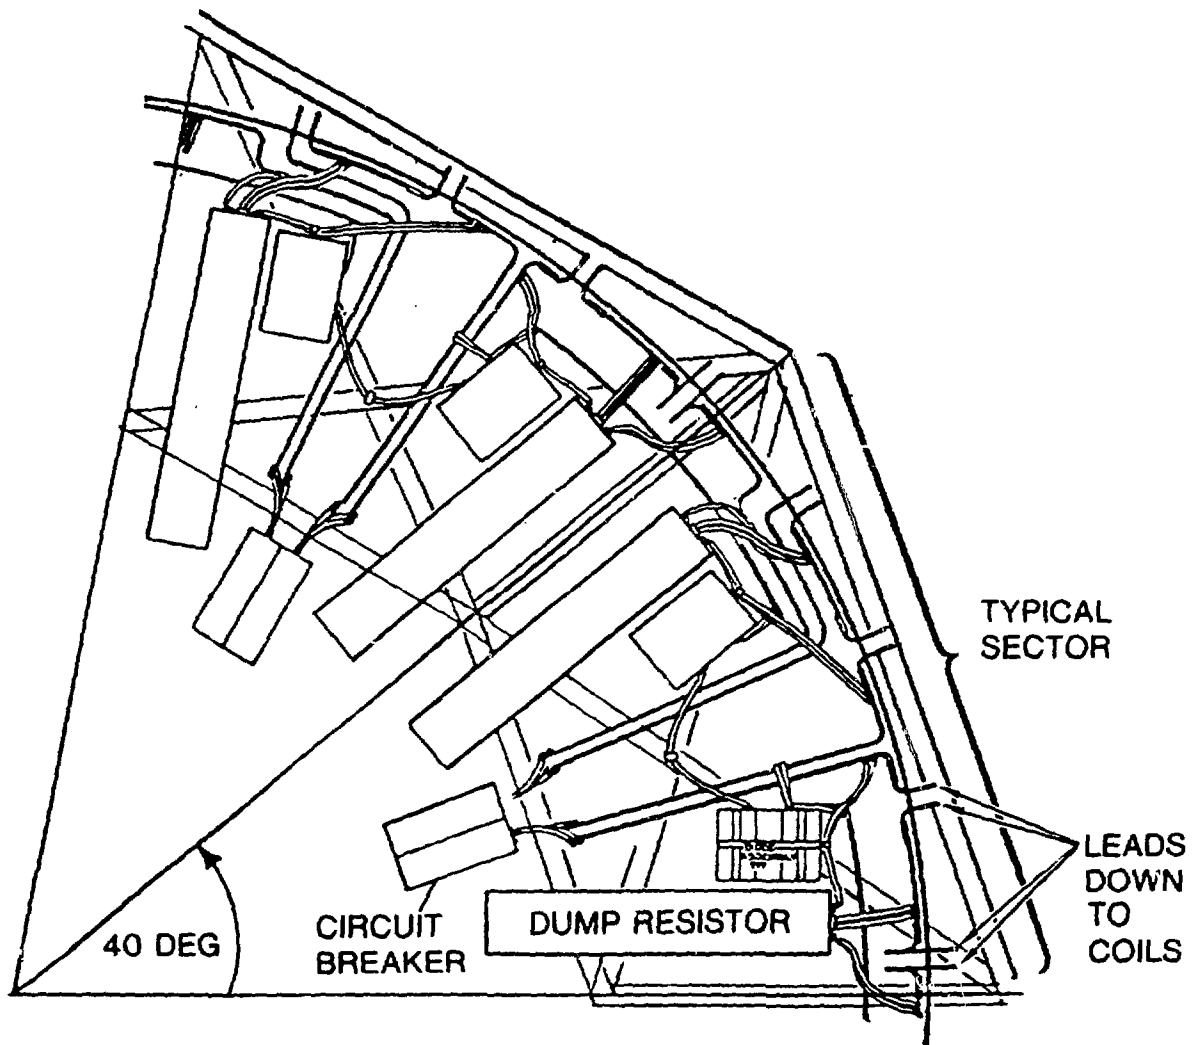 TYPICAL
SECTOR
LEADS
DOWN
TO
COILS
DUMP RESISTOR
CIRCUIT
BREAKER
40 DEG